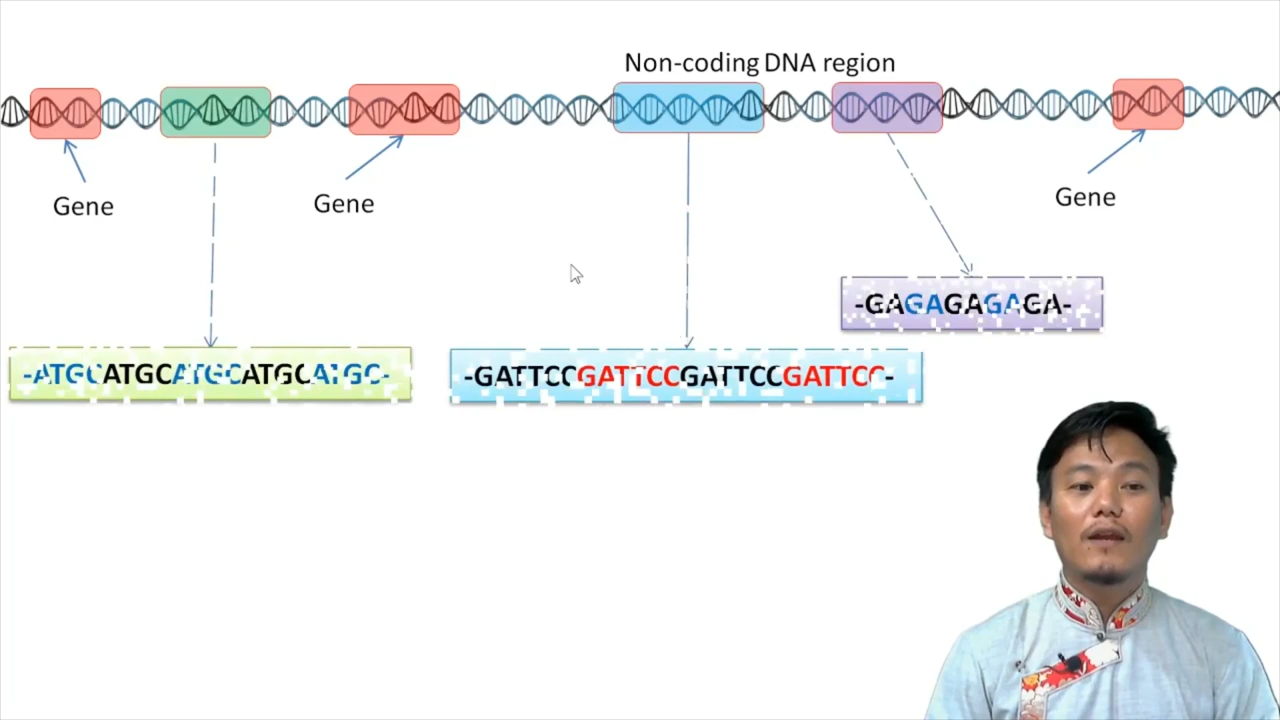 Non-coding DNA region
Gene
Gene
Gene
-GAGAGAGAGA-
-ATGCATGCATGCATGCATGC-
-GATTCCGATTCCGATTCCGATTCC-